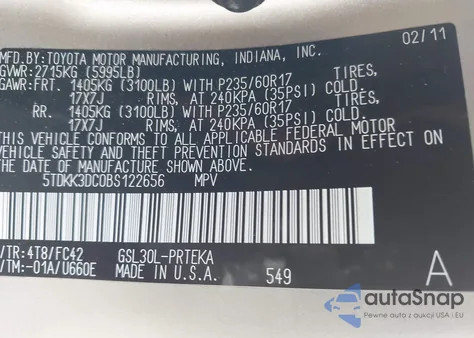 MFD.BY:TOYOTA MOTOR MANUFACTURING, INDIANA, INC.
02/11
GVWR: 2715KG (5995LB)
GAWR:FRT. 1405KG (3100LB) WITH P235/60R17 TIRES,
17X7J RIMS, AT 240KPA (35PSI) COLD.
RR. 1405KG (3100LB) WITH P235/60R17 TIRES,
17X7J RIMS, AT 240KPA (35PSI) COLD.
THIS VEHICLE CONFORMS TO ALL APPLICABLE FEDERAL MOTOR
VEHICLE SAFETY AND THEFT PREVENTION STANDARDS IN EFFECT ON
THE DATE OF MANUFACTURE SHOWN ABOVE.
5TDKK3DC0BS122656 MPV
/TR:4T8/FC42 GSL30L-PRTEKA
/TM:-01A/U660E MADE IN U.S.A. 549
A
autaSnap
Pewne auta z aukcji USA i EU